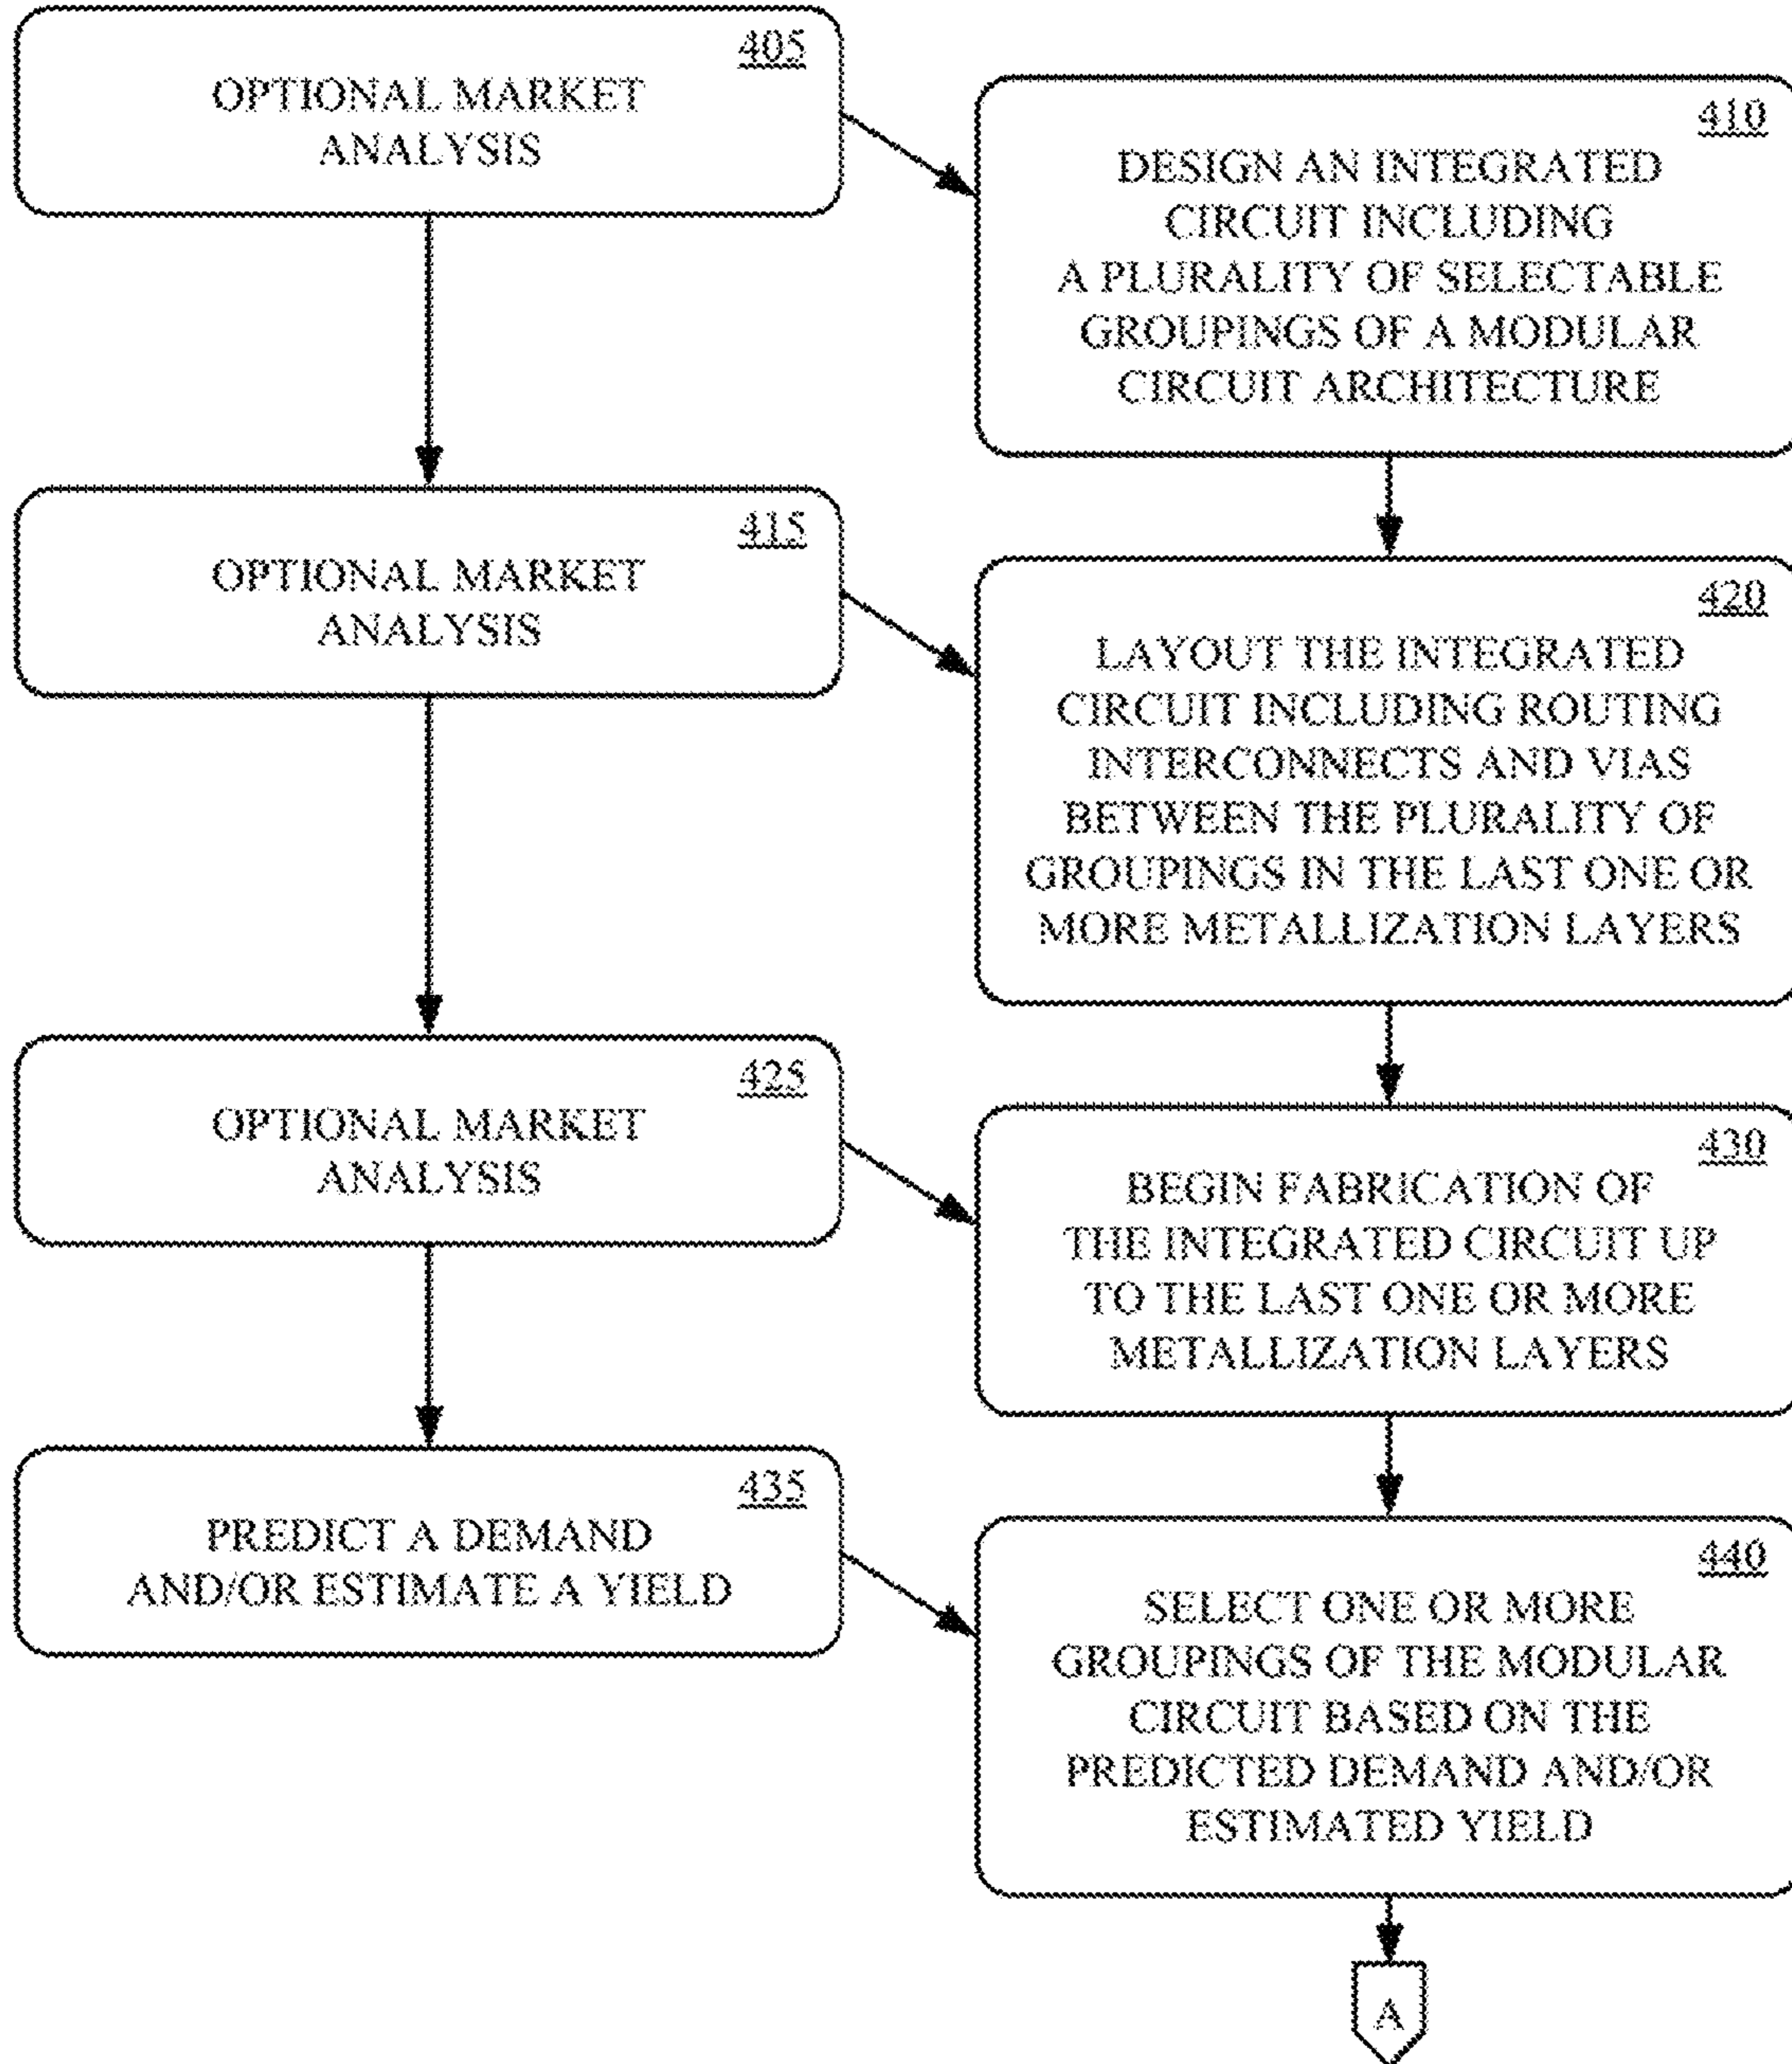 405
OPTIONAL MARKET
ANALYSIS
410
DESIGN AN INTEGRATED
CIRCUIT INCLUDING
A PLURALITY OF SELECTABLE
GROUPINGS OF A MODULAR
CIRCUIT ARCHITECTURE
415
OPTIONAL MARKET
ANALYSIS
420
LAYOUT THE INTEGRATED
CIRCUIT INCLUDING ROUTING
INTERCONNECTS AND VIAS
BETWEEN THE PLURALITY OF
GROUPINGS IN THE LAST ONE OR
MORE METALLIZATION LAYERS
425
OPTIONAL MARKET
ANALYSIS
430
BEGIN FABRICATION OF
THE INTEGRATED CIRCUIT UP
TO THE LAST ONE OR MORE
METALLIZATION LAYERS
435
PREDICT A DEMAND
AND/OR ESTIMATE A YIELD
440
SELECT ONE OR MORE
GROUPINGS OF THE MODULAR
CIRCUIT BASED ON THE
PREDICTED DEMAND AND/OR
ESTIMATED YIELD
A